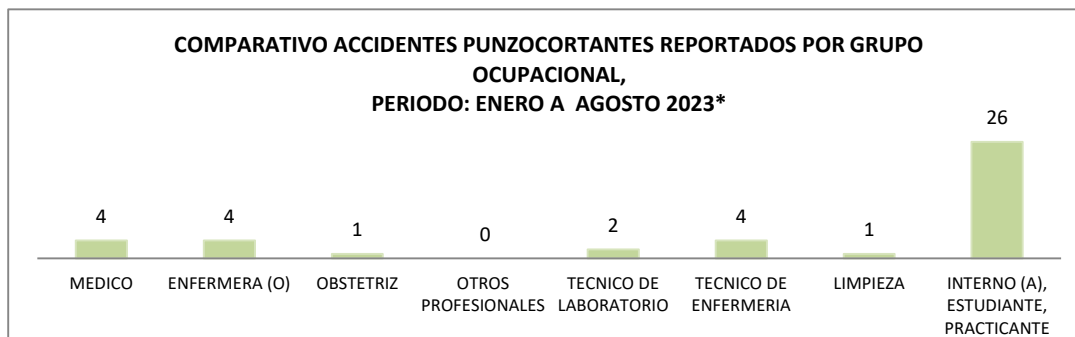 COMPARATIVO ACCIDENTES PUNZOCORTANTES REPORTADOS POR GRUPO
OCUPACIONAL,
PERIODO: ENERO A  AGOSTO 2023*
4
4
1
0
2
4
1
26
MEDICO
ENFERMERA (O)
OBSTETRIZ
OTROS
PROFESIONALES
TECNICO DE
LABORATORIO
TECNICO DE
ENFERMERIA
LIMPIEZA
INTERNO (A),
ESTUDIANTE,
PRACTICANTE